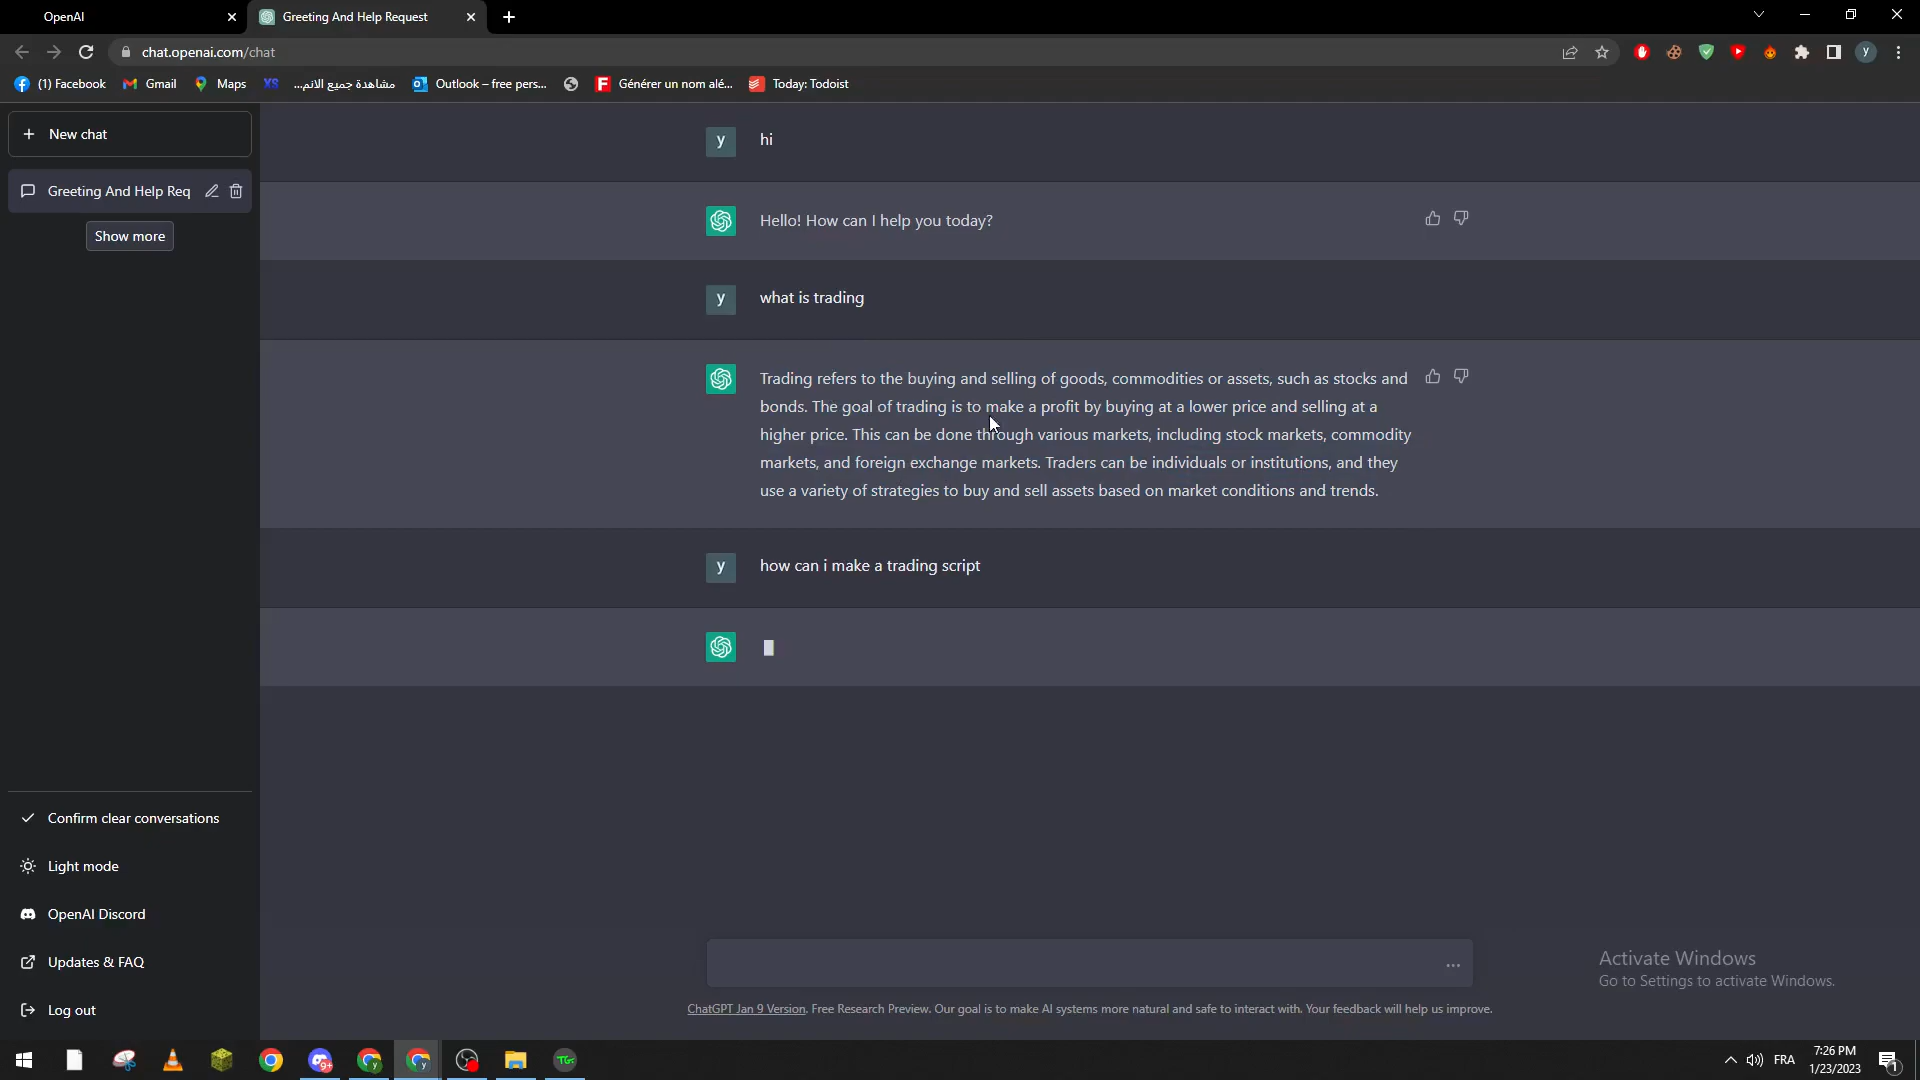 OpenAI
Greeting And Help Request
chat.openai.com/chat
y
(1) Facebook
Gmail
Maps
XS
مشاهدة جميع الانم...
Outlook – free pers...
F
Générer un nom alé...
Today: Todoist
New chat
Greeting And Help Req
Show more
y
hi
Hello! How can I help you today?
y
what is trading
Trading refers to the buying and selling of goods, commodities or assets, such as stocks and
bonds. The goal of trading is to make a profit by buying at a lower price and selling at a
higher price. This can be done through various markets, including stock markets, commodity
markets, and foreign exchange markets. Traders can be individuals or institutions, and they
use a variety of strategies to buy and sell assets based on market conditions and trends.
y
how can i make a trading script
Confirm clear conversations
Light mode
OpenAI Discord
Updates & FAQ
Log out
...
Activate Windows
Go to Settings to activate Windows.
ChatGPT Jan 9 Version. Free Research Preview. Our goal is to make AI systems more natural and safe to interact with. Your feedback will help us improve.
9+
y
y
TGs
FRA
7:26 PM
1/23/2023
1